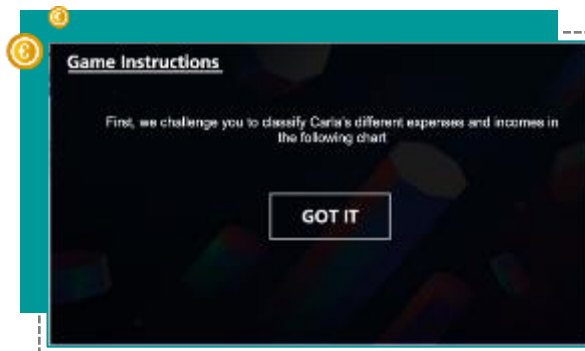 Game Instructions
First, we challenge you to classify Carla's different expenses and incomes in
the following chart
GOT IT